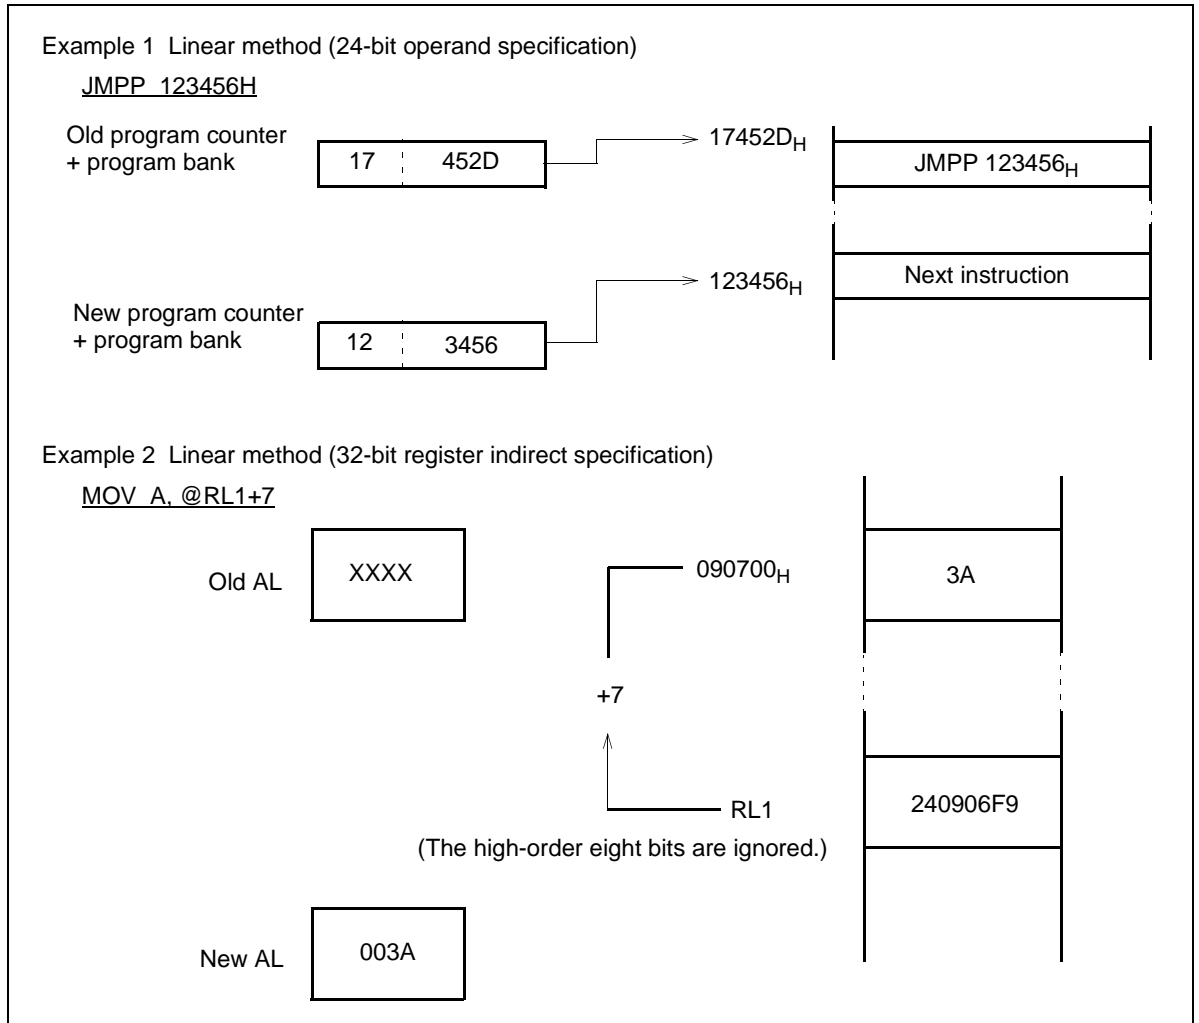 Example 1 Linear method (24-bit operand specification)
JMPP 123456H
Old program counter
+ program bank
17 452D
17452DH
JMPP 123456H
123456H
Next instruction
New program counter
+ program bank
12 3456
Example 2 Linear method (32-bit register indirect specification)
MOV A, @RL1+7
Old AL
XXXX
090700H
3A
+7
RL1
240906F9
(The high-order eight bits are ignored.)
New AL
003A